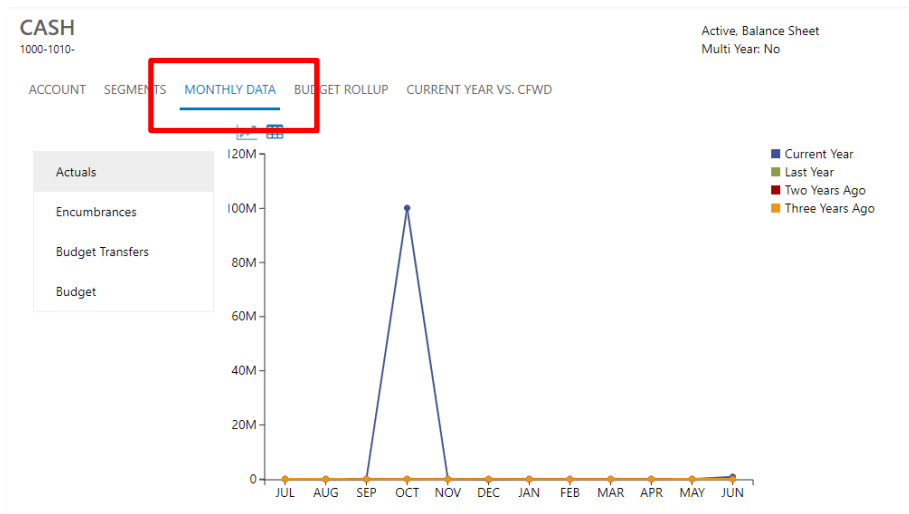 CASH
1000-1010-
Active, Balance Sheet
Multi Year: No
ACCOUNT SEGMENTS MONTHLY DATA BUDGET ROLLUP CURRENT YEAR VS. CFWD
Actuals
Encumbrances
Budget Transfers
Budget
120M
100M
80M
60M
40M
20M
0
JUL AUG SEP OCT NOV DEC JAN FEB MAR APR MAY JUN
Current Year
Last Year
Two Years Ago
Three Years Ago